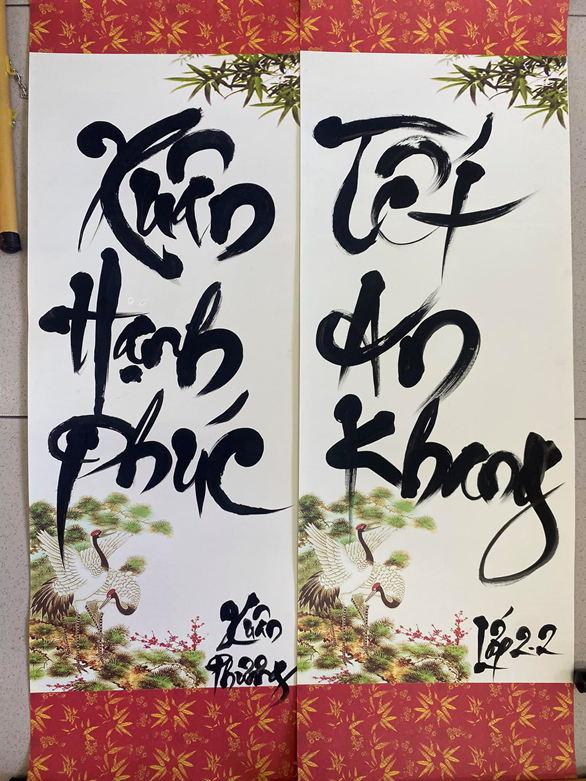 Xuân
Hạnh
Phúc
Xuân
Phương
Tết
An
Khang
Lớp 2.2